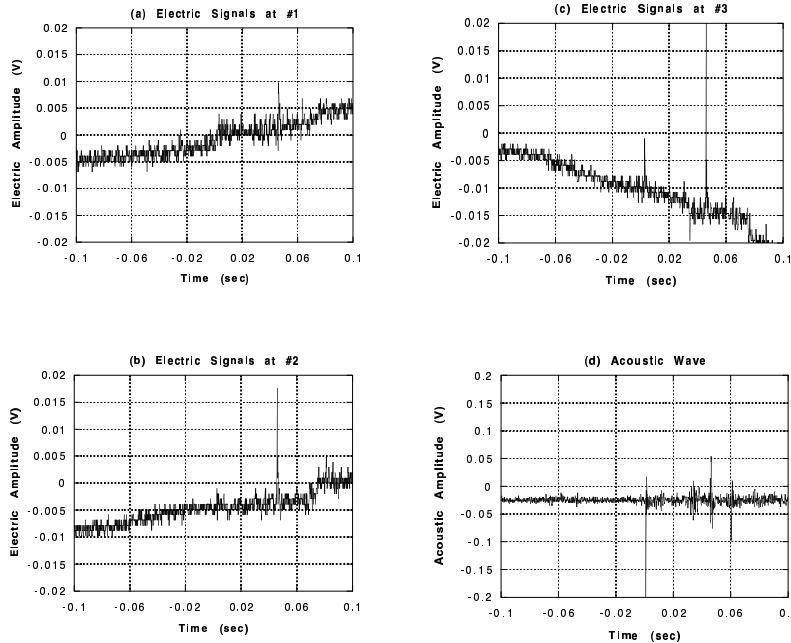 (a) Electric Signals at #1
Electric Amplitude (V)
0.02
0.015
0.01
0.005
0
-0.005
-0.01
-0.015
-0.02
-0.1 -0.06 -0.02 0.02 0.06 0.1
Time (sec)
(c) Electric Signals at #3
Electric Amplitude (V)
0.02
0.015
0.01
0.005
0
-0.005
-0.01
-0.015
-0.02
-0.1 -0.06 -0.02 0.02 0.06 0.1
Time (sec)
(b) Electric Signals at #2
Electric Amplitude (V)
0.02
0.015
0.01
0.005
0
-0.005
-0.01
-0.015
-0.02
-0.1 -0.06 -0.02 0.02 0.06 0.1
Time (sec)
(d) Acoustic Wave
Acoustic Amplitude (V)
0.2
0.15
0.1
0.05
0
-0.05
-0.1
-0.15
-0.2
-0.1 -0.06 -0.02 0.02 0.06 0.1
Time (sec)